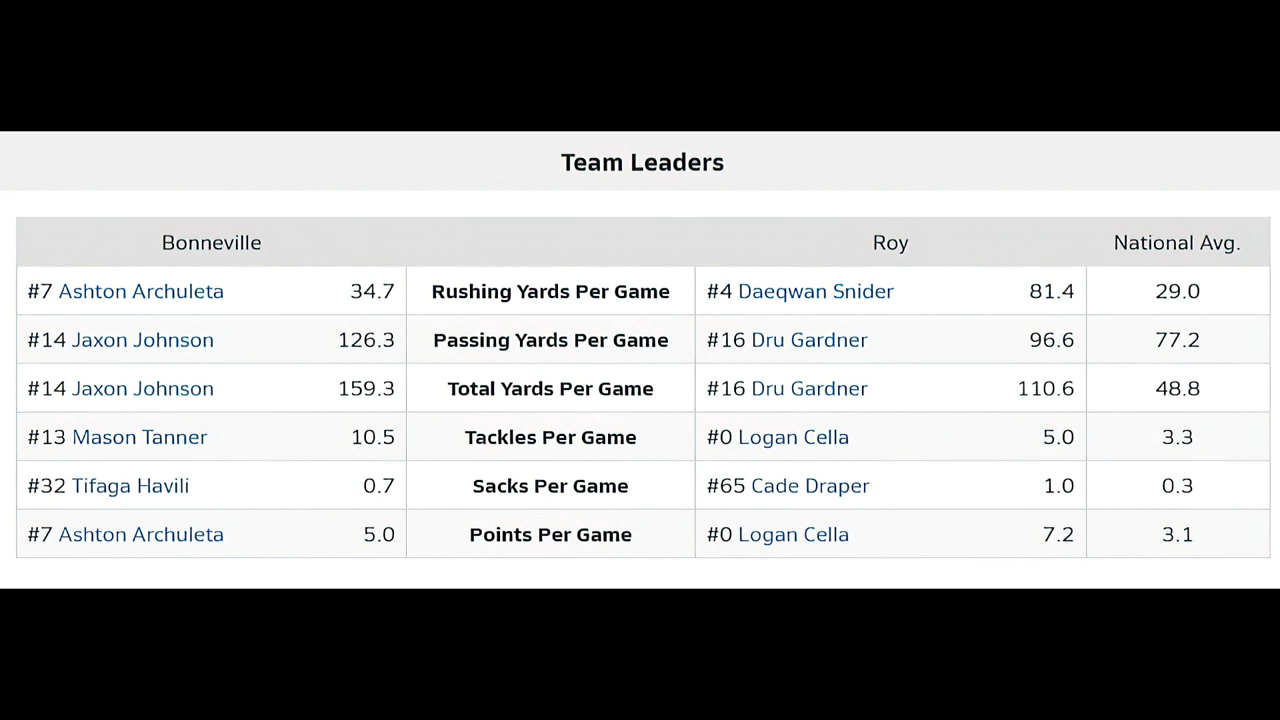 Team Leaders
Bonneville Roy National Avg.
#7 Ashton Archuleta 34.7 Rushing Yards Per Game #4 Daeqwan Snider 81.4 29.0
#14 Jaxon Johnson 126.3 Passing Yards Per Game #16 Dru Gardner 96.6 77.2
#14 Jaxon Johnson 159.3 Total Yards Per Game #16 Dru Gardner 110.6 48.8
#13 Mason Tanner 10.5 Tackles Per Game #0 Logan Cella 5.0 3.3
#32 Tifaga Havili 0.7 Sacks Per Game #65 Cade Draper 1.0 0.3
#7 Ashton Archuleta 5.0 Points Per Game #0 Logan Cella 7.2 3.1